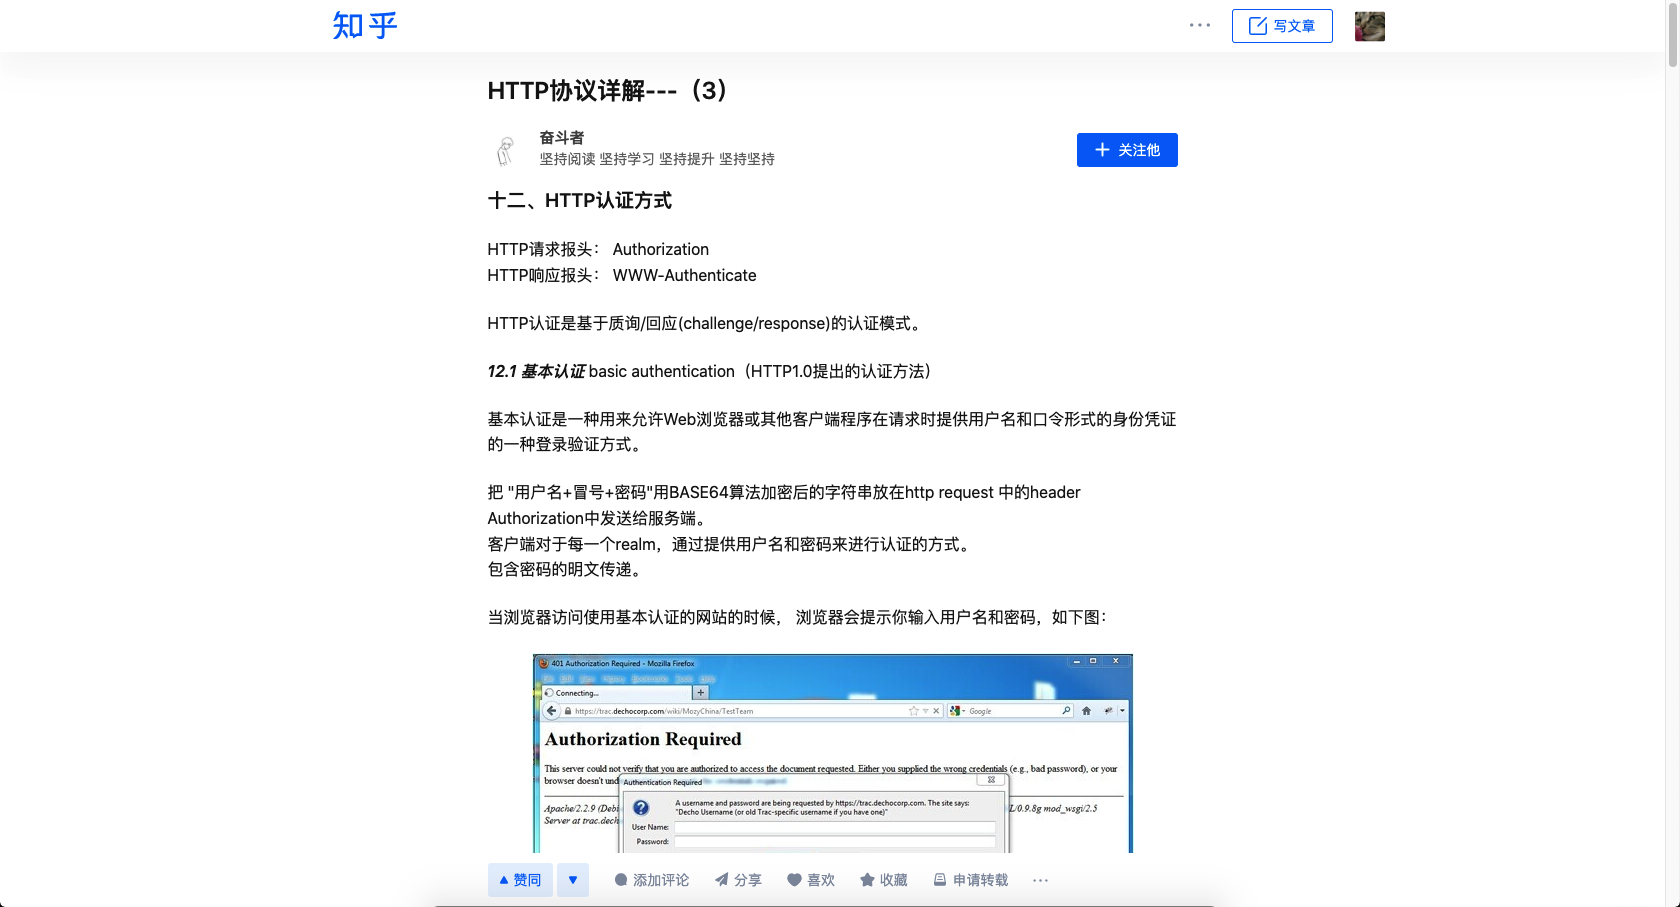 知乎
写文章
HTTP协议详解---（3）
奋斗者
坚持阅读 坚持学习 坚持提升 坚持坚持
关注他
十二、HTTP认证方式
HTTP请求报头： Authorization
HTTP响应报头： WWW-Authenticate
HTTP认证是基于质询/回应(challenge/response)的认证模式。
12.1 基本认证 basic authentication（HTTP1.0提出的认证方法）
基本认证是一种用来允许Web浏览器或其他客户端程序在请求时提供用户名和口令形式的身份凭证
的一种登录验证方式。
把 "用户名+冒号+密码"用BASE64算法加密后的字符串放在http request 中的header
Authorization中发送给服务端。
客户端对于每一个realm，通过提供用户名和密码来进行认证的方式。
包含密码的明文传递。
当浏览器访问使用基本认证的网站的时候， 浏览器会提示你输入用户名和密码，如下图：
401 Authorization Required - Mozilla Firefox
File Edit View History Bookmarks Tools Help
Connecting...
https://trac.dechocorp.com/wiki/MozyChina/TestTeam
Google
Authorization Required
This server could not verify that you are authorized to access the document requested. Either you supplied the wrong credentials (e.g., bad password), or your
browser doesn't
Authentication Required
A username and password are being requested by https://trac.dechocorp.com. The site says:
"Decho Username (or old Trac-specific username if you have one)"
Apache/2.2.9
L/0.9.8g mod_wsgi/2.5
Server at
User Name:
Password:
赞同
添加评论
分享
喜欢
收藏
申请转载